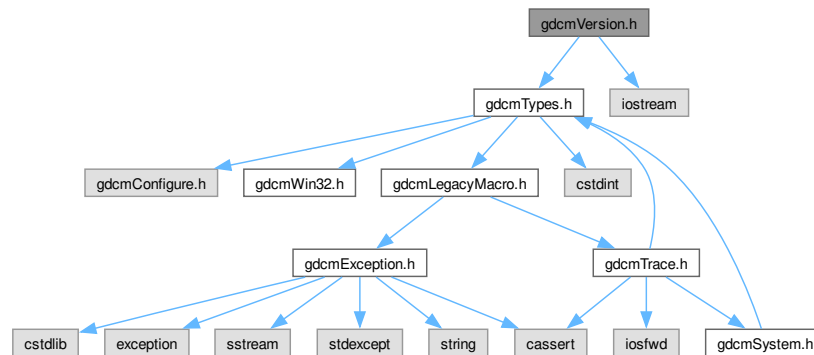 gdcmVersion.h
gdcmTypes.h
iostream
gdcmConfigure.h
gdcmWin32.h
gdcmLegacyMacro.h
cstdint
gdcmException.h
gdcmTrace.h
cstdlib
exception
sstream
stdexcept
string
cassert
iosfwd
gdcmSystem.h